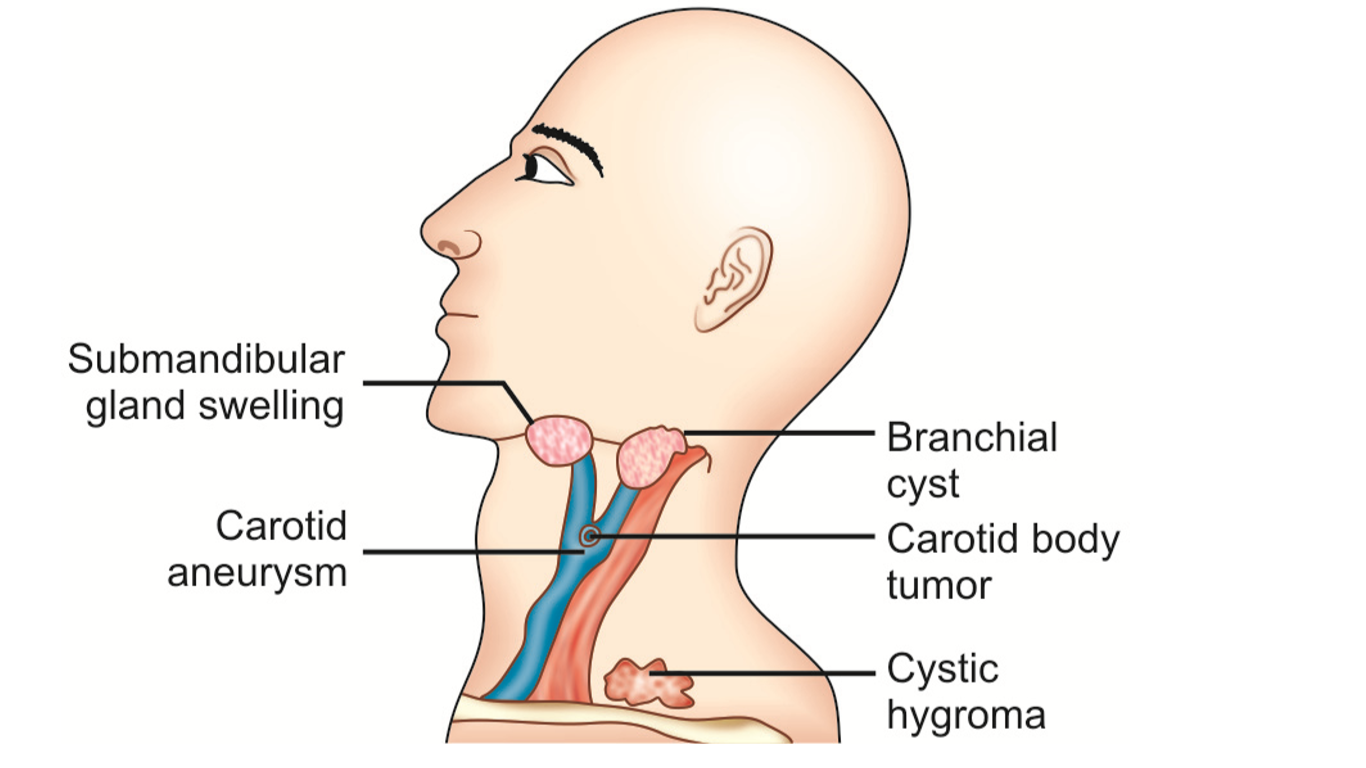 Submandibular
gland swelling
Carotid
aneurysm
Branchial
cyst
Carotid body
tumor
Cystic
hygroma